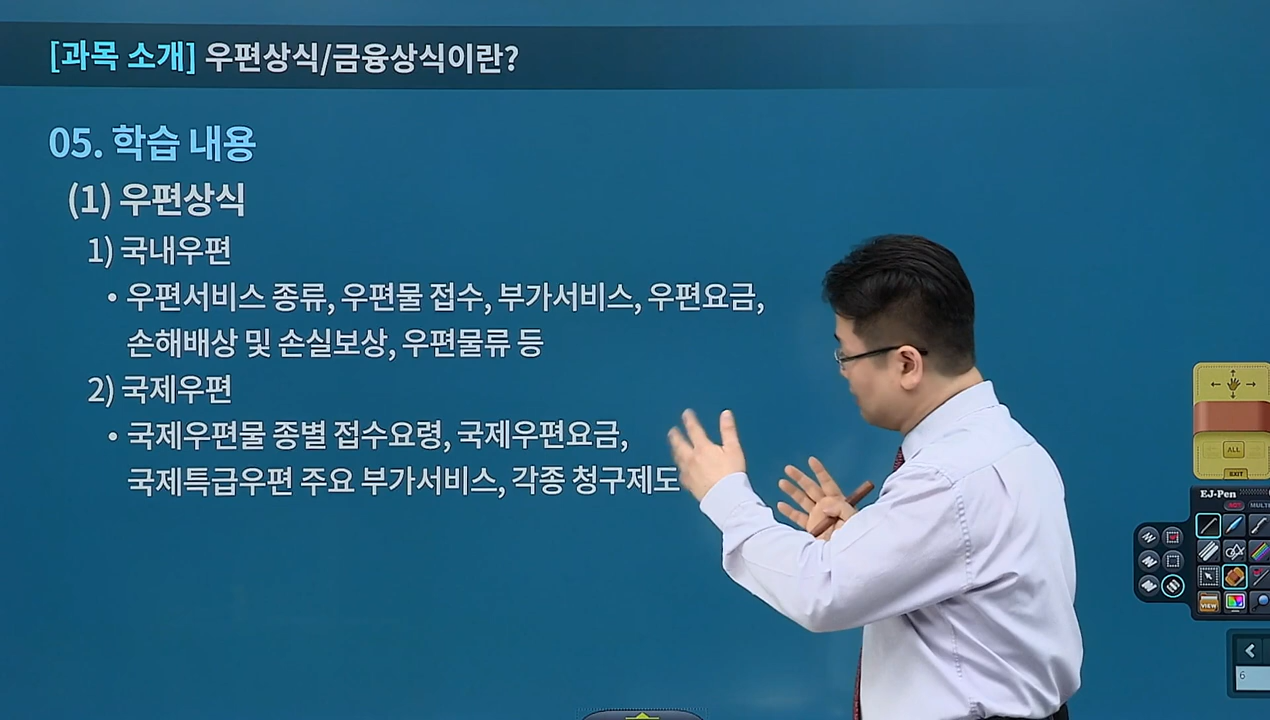 [과목 소개] 우편상식/금융상식이란?
05. 학습 내용
(1) 우편상식
1) 국내우편
• 우편서비스 종류, 우편물 접수, 부가서비스, 우편요금,
손해배상 및 손실보상, 우편물류 등
2) 국제우편
• 국제우편물 종별 접수요령, 국제우편요금,
국제특급우편 주요 부가서비스, 각종 청구제도
ALL
EXIT
EJ-Pen
VIEW
6